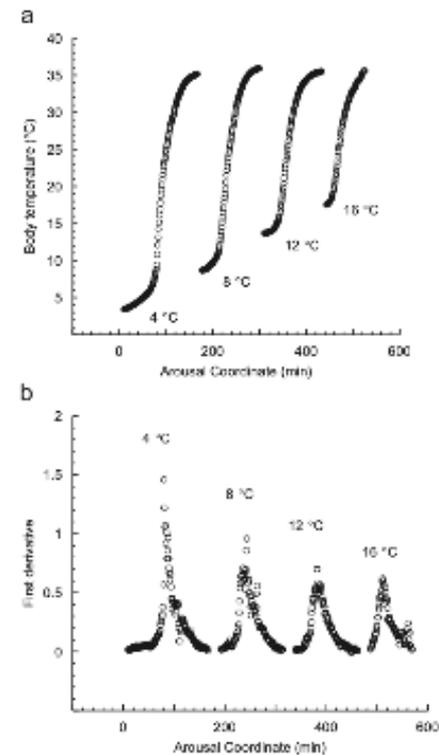 a
40
35
30
25
20
15
10
5
Body temperature (°C)
4 °C
8 °C
12 °C
16 °C
0
200
400
600
Arousal Coordinate (min)
b
2
1.5
1
0.5
0
First derivative
4 °C
8 °C
12 °C
16 °C
0
200
400
600
Arousal Coordinate (min)